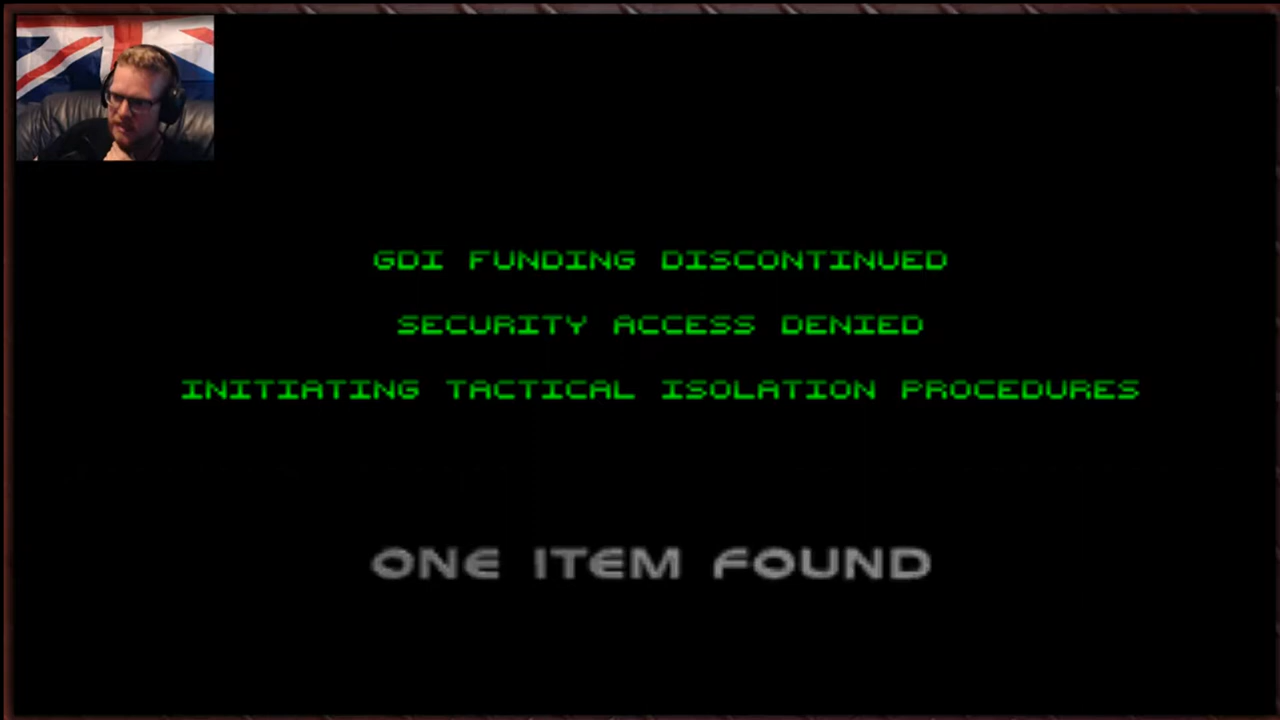 GDI FUNDING DISCONTINUED
SECURITY ACCESS DENIED
INITIATING TACTICAL ISOLATION PROCEDURES
ONE ITEM FOUND